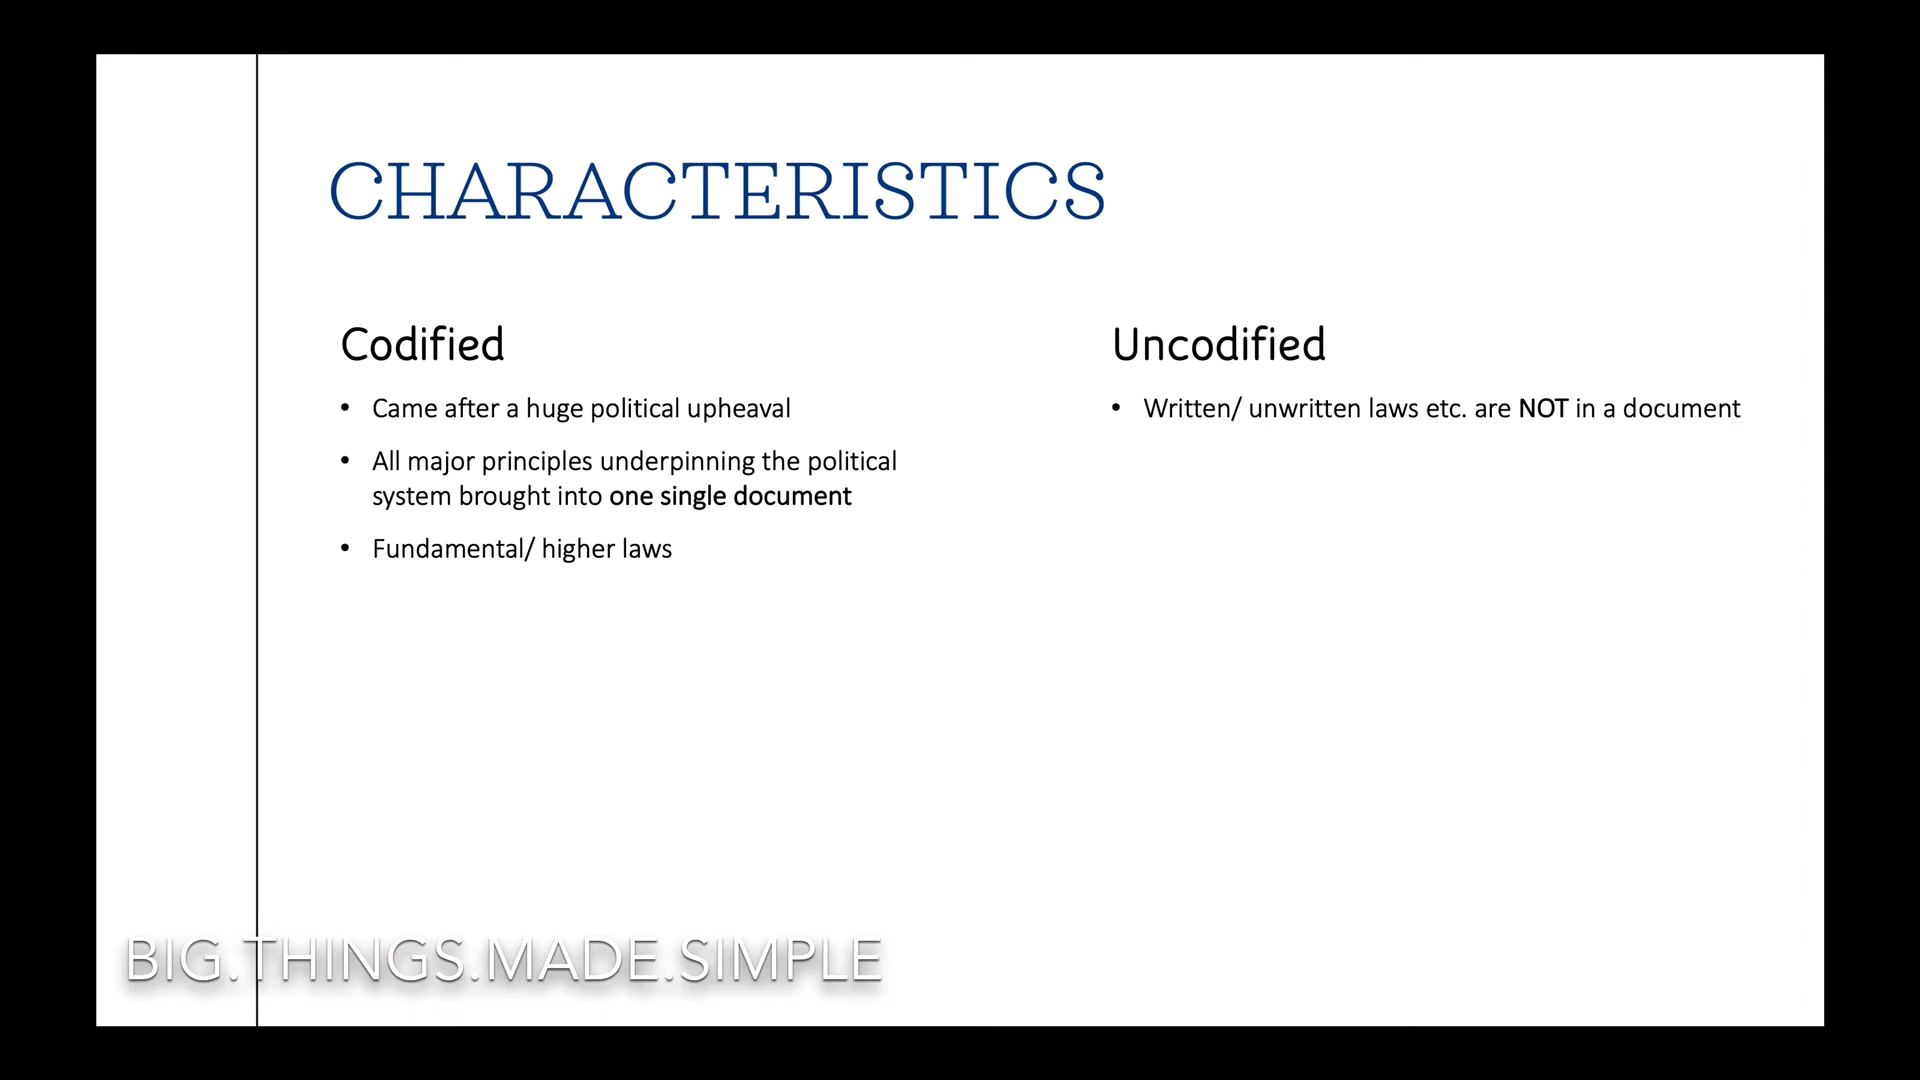 CHARACTERISTICS
Codified
• Came after a huge political upheaval
• All major principles underpinning the political
system brought into one single document
• Fundamental/ higher laws
Uncodified
• Written/ unwritten laws etc. are NOT in a document
BIG.THINGS.MADE.SIMPLE